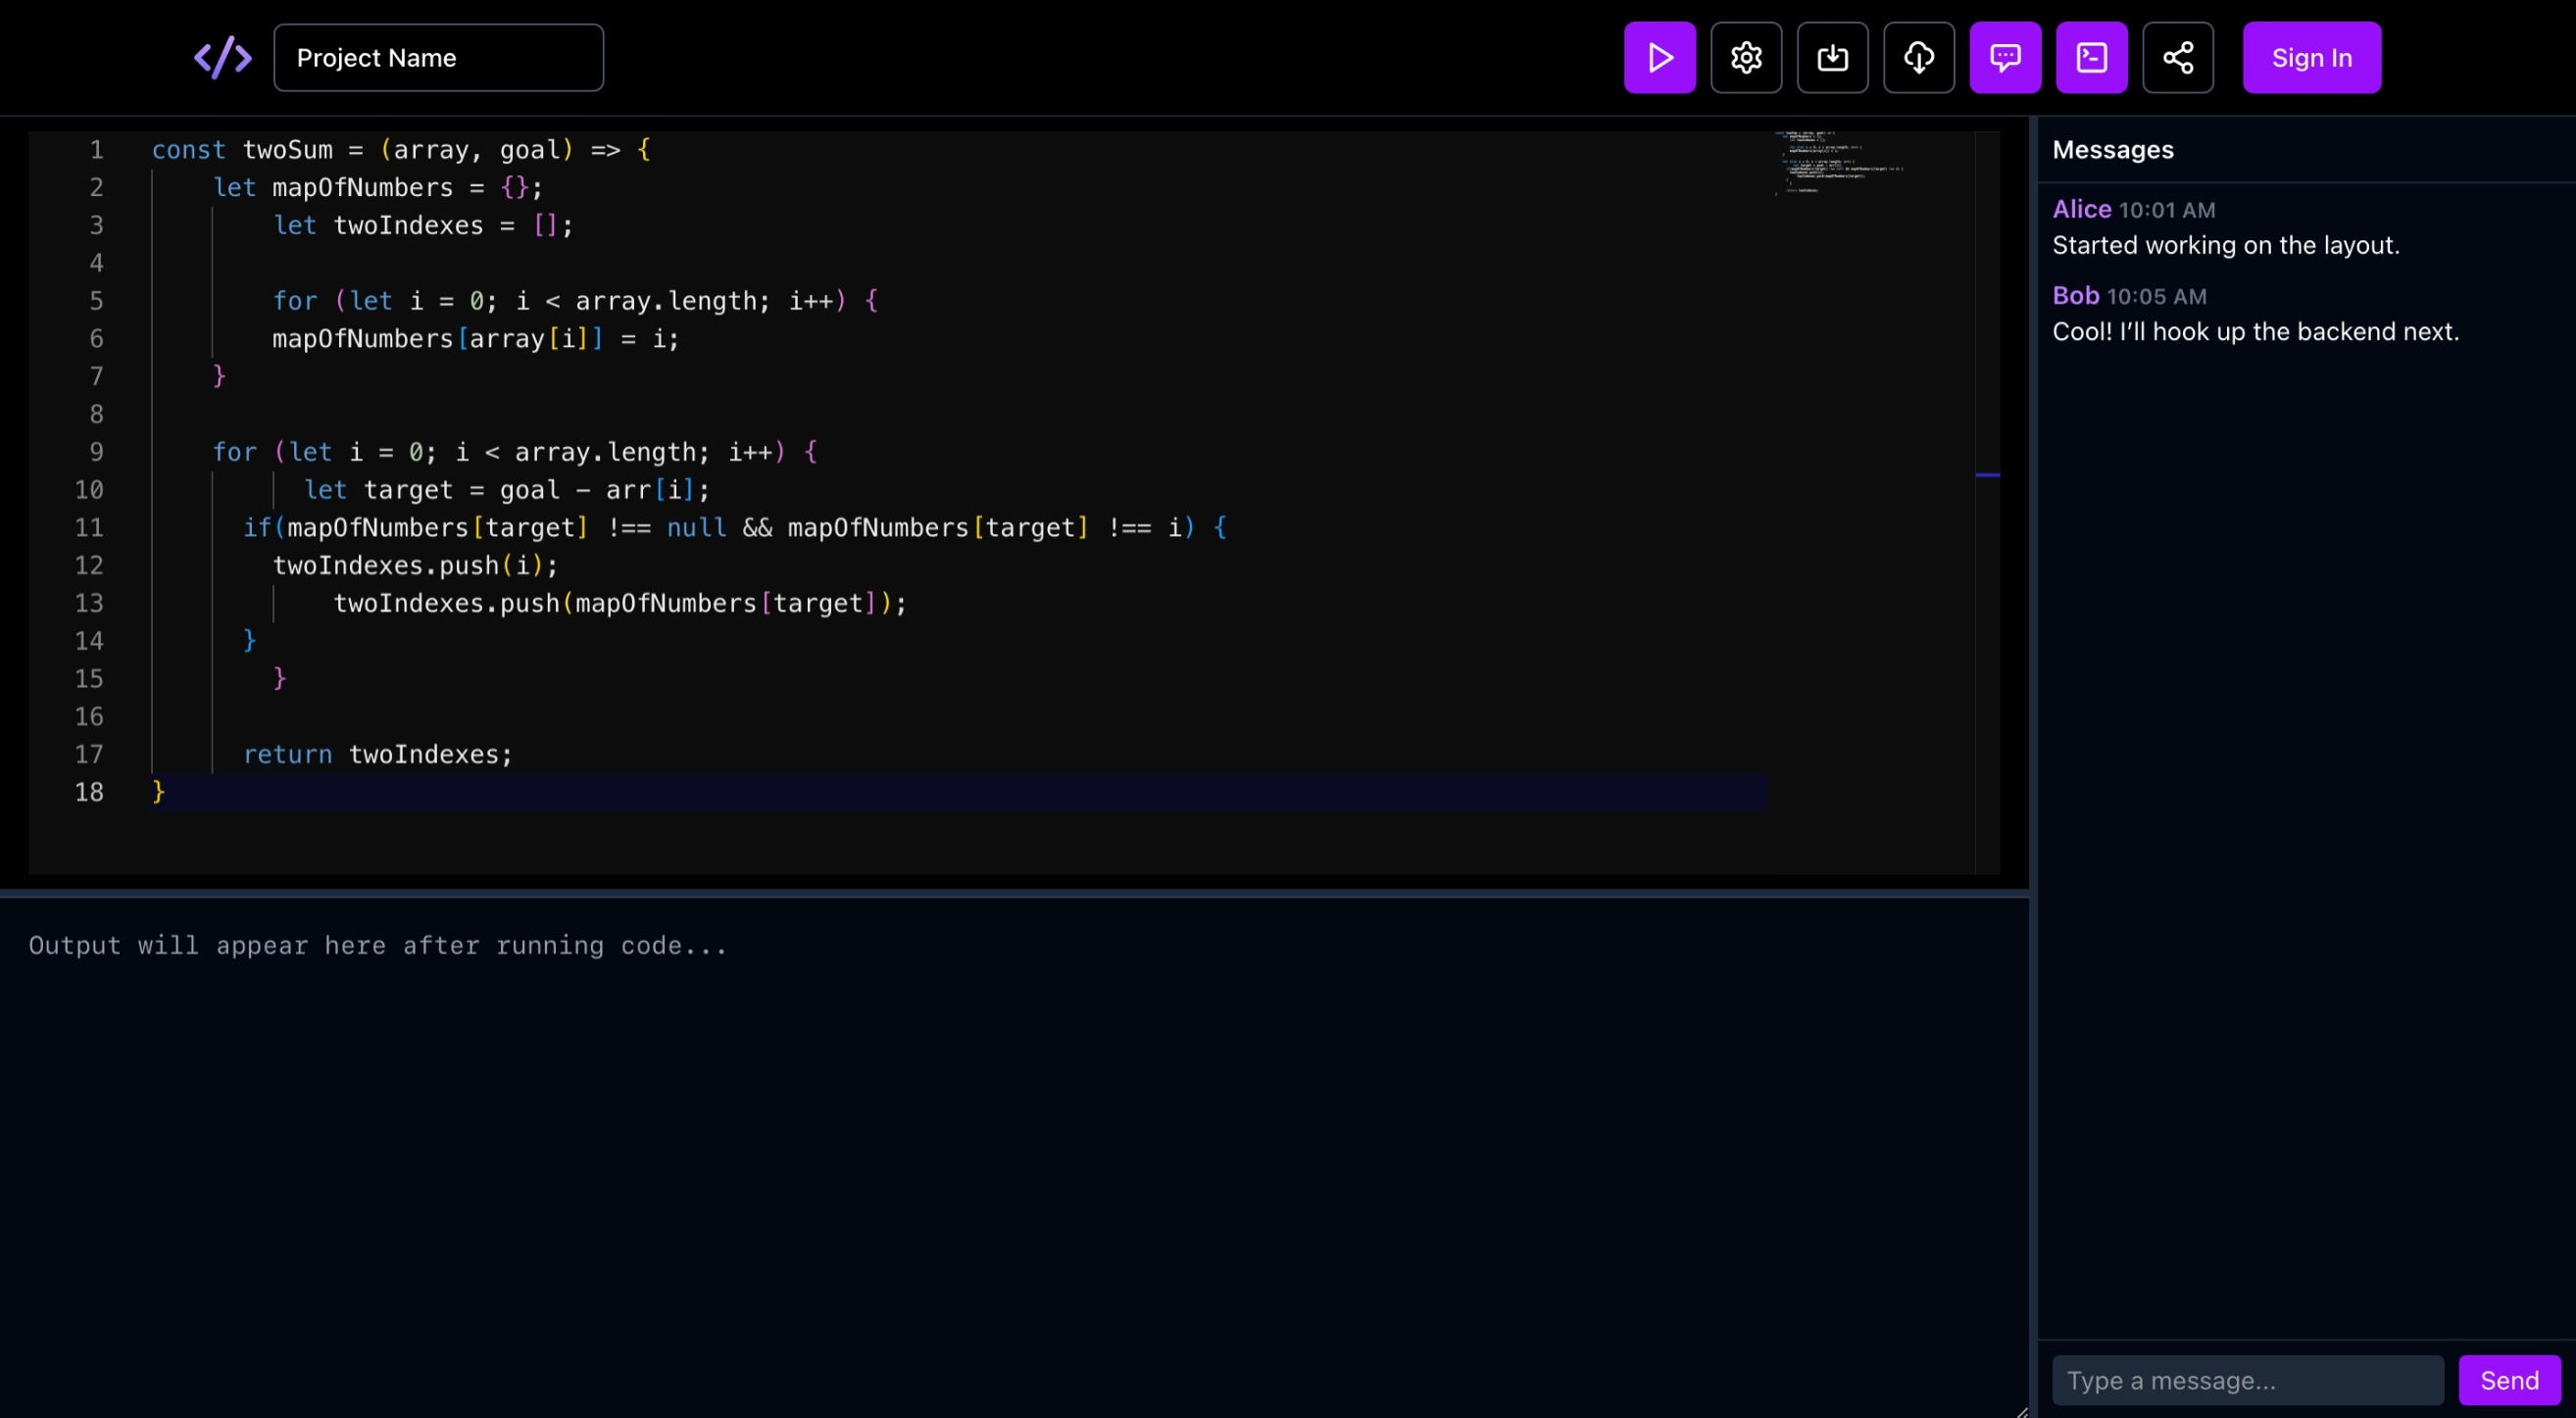 </> Project Name Sign In
1 const twoSum = (array, goal) => {
2     let mapOfNumbers = {};
3         let twoIndexes = [];
4
5         for (let i = 0; i < array.length; i++) {
6         mapOfNumbers[array[i]] = i;
7     }
8
9     for (let i = 0; i < array.length; i++) {
10           let target = goal - arr[i];
11       if(mapOfNumbers[target] !== null && mapOfNumbers[target] !== i) {
12         twoIndexes.push(i);
13             twoIndexes.push(mapOfNumbers[target]);
14       }
15         }
16
17       return twoIndexes;
18 }
Output will appear here after running code...
Messages
Alice 10:01 AM
Started working on the layout.
Bob 10:05 AM
Cool! I’ll hook up the backend next.
Type a message... Send